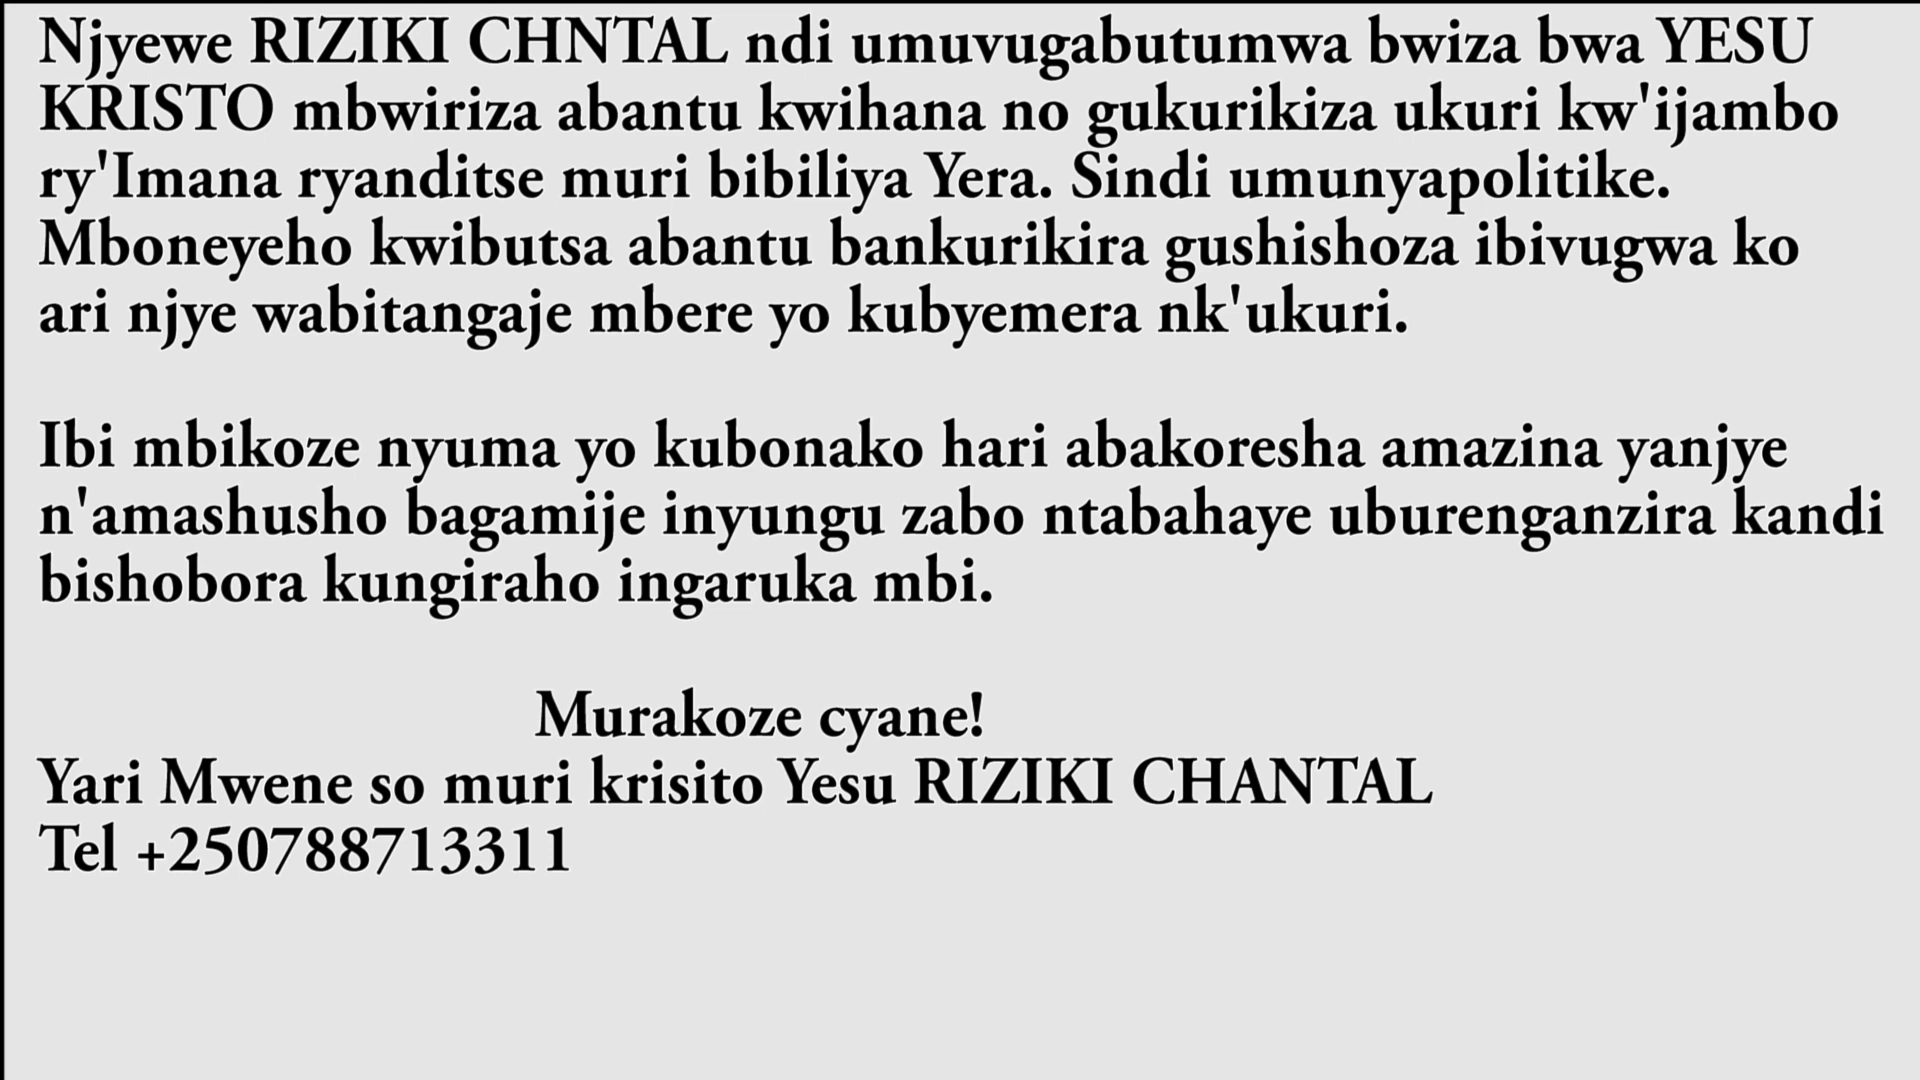 Njyewe RIZIKI CHNTAL ndi umuvugabutumwa bwiza bwa YESU
KRISTO mbwiriza abantu kwihana no gukurikiza ukuri kw'ijambo
ry'Imana ryanditse muri bibiliya Yera. Sindi umunyapolitike.
Mboneyeho kwibutsa abantu bankurikira gushishoza ibivugwa ko
ari njye wabitangaje mbere yo kubyemera nk'ukuri.
Ibi mbikoze nyuma yo kubonako hari abakoresha amazina yanjye
n'amashusho bagamije inyungu zabo ntabahaye uburenganzira kandi
bishobora kungiraho ingaruka mbi.
Murakoze cyane!
Yari Mwene so muri krisito Yesu RIZIKI CHANTAL
Tel +250788713311